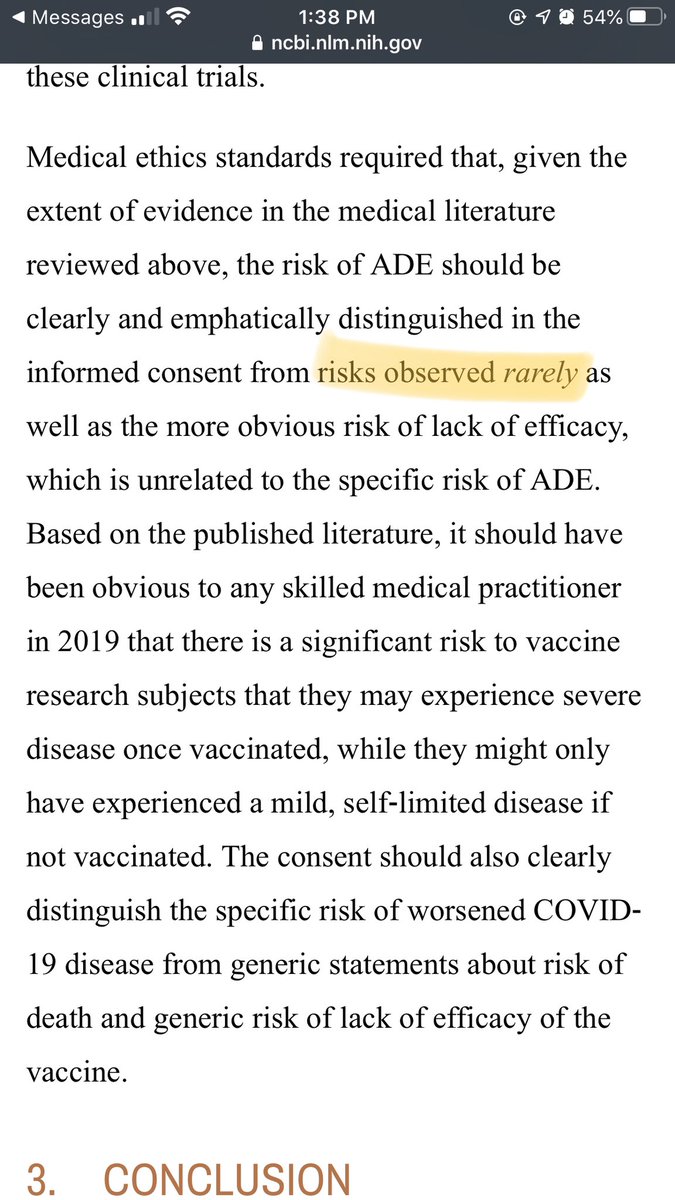 ◀ Messages 1:38 PM 54%
ncbi.nlm.nih.gov
these clinical trials.
Medical ethics standards required that, given the
extent of evidence in the medical literature
reviewed above, the risk of ADE should be
clearly and emphatically distinguished in the
informed consent from risks observed rarely as
well as the more obvious risk of lack of efficacy,
which is unrelated to the specific risk of ADE.
Based on the published literature, it should have
been obvious to any skilled medical practitioner
in 2019 that there is a significant risk to vaccine
research subjects that they may experience severe
disease once vaccinated, while they might only
have experienced a mild, self-limited disease if
not vaccinated. The consent should also clearly
distinguish the specific risk of worsened COVID-
19 disease from generic statements about risk of
death and generic risk of lack of efficacy of the
vaccine.
3. CONCLUSION